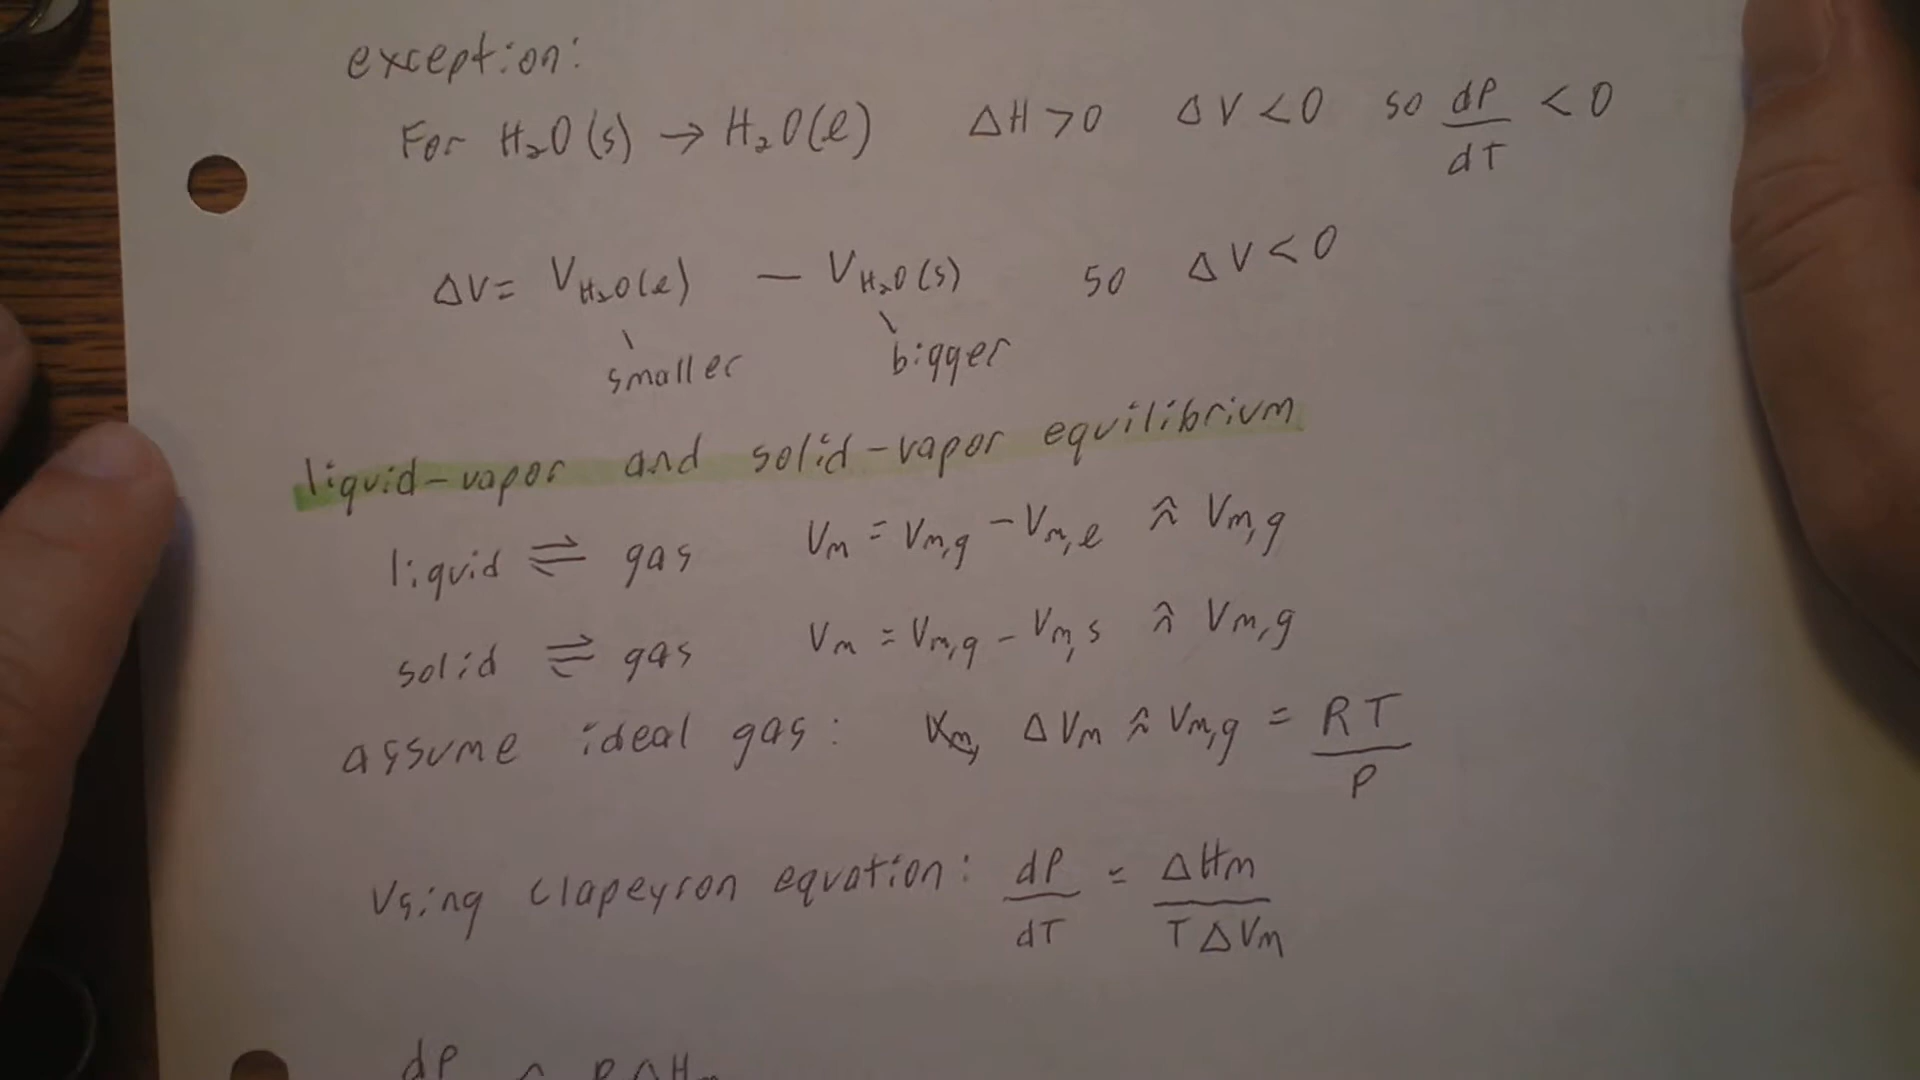 exception:
For H₂O(s) → H₂O(l) ΔH > 0 ΔV < 0 so dP/dT < 0
ΔV = V_H₂O(l) — V_H₂O(s) so ΔV < 0
smaller bigger
liquid-vapor and solid-vapor equilibrium
liquid ⇌ gas Vm = Vm,g - Vm,l ≈ Vm,g
solid ⇌ gas Vm = Vm,g - Vm,s ≈ Vm,g
assume ideal gas: ΔVm ≈ Vm,g = RT/P
Using Clapeyron equation: dP/dT = ΔHm/TΔVm
dP PΔHm